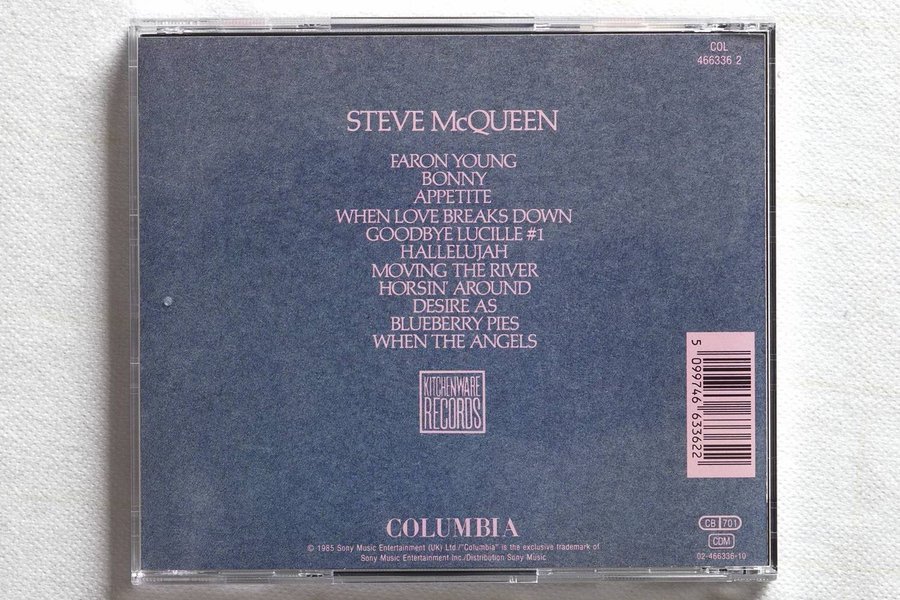 COL
466336 2
STEVE McQUEEN
FARON YOUNG
BONNY
APPETITE
WHEN LOVE BREAKS DOWN
GOODBYE LUCILLE #1
HALLELUJAH
MOVING THE RIVER
HORSIN' AROUND
DESIRE AS
BLUEBERRY PIES
WHEN THE ANGELS
KITCHENWARE
RECORDS
5 099746 633622
COLUMBIA
© 1985 Sony Music Entertainment (UK) Ltd./"Columbia" is the exclusive trademark of
Sony Music Entertainment Inc./Distribution Sony Music
CB 701
CDM
02-466336-10